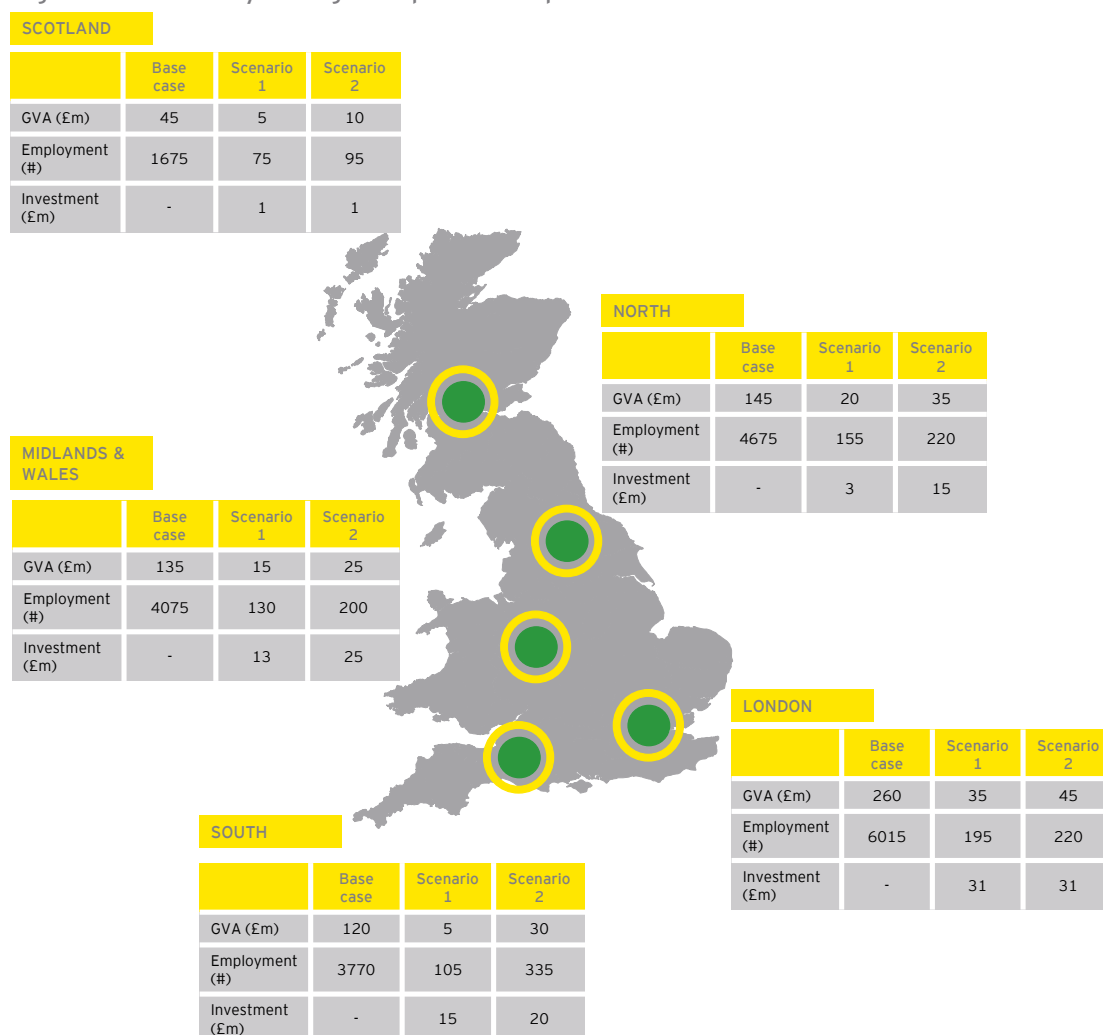 SCOTLAND
Base case Scenario 1 Scenario 2
GVA (£m) 45 5 10
Employment (#) 1675 75 95
Investment (£m) - 1 1
NORTH
Base case Scenario 1 Scenario 2
GVA (£m) 145 20 35
Employment (#) 4675 155 220
Investment (£m) - 3 15
MIDLANDS &
WALES
Base case Scenario 1 Scenario 2
GVA (£m) 135 15 25
Employment (#) 4075 130 200
Investment (£m) - 13 25
LONDON
Base case Scenario 1 Scenario 2
GVA (£m) 260 35 45
Employment (#) 6015 195 220
Investment (£m) - 31 31
SOUTH
Base case Scenario 1 Scenario 2
GVA (£m) 120 5 30
Employment (#) 3770 105 335
Investment (£m) - 15 20